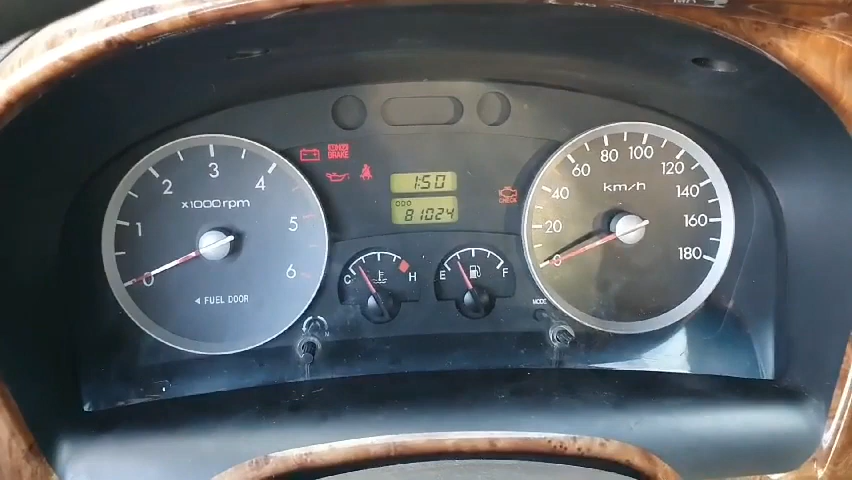 0
1
2
3
4
5
6
x1000rpm
◄ FUEL DOOR
BRAKE
1:50
ODO
81024
CHECK
C
H
E
F
MODE
0
20
40
60
80
100
120
140
160
180
km/h